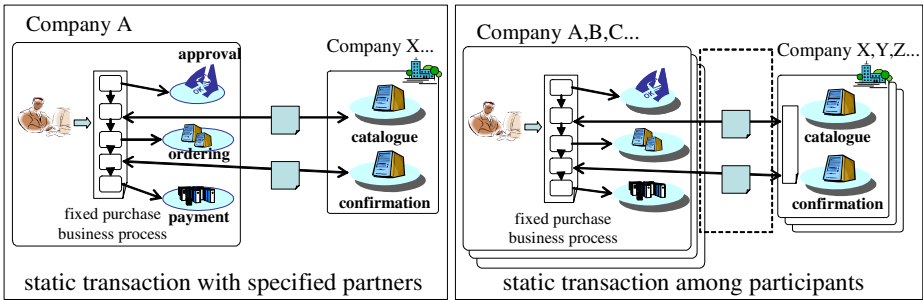 Company A
approval
Company X...
catalogue
ordering
confirmation
payment
fixed purchase
business process
static transaction with specified partners
Company A,B,C...
Company X,Y,Z...
catalogue
confirmation
fixed purchase
business process
static transaction among participants